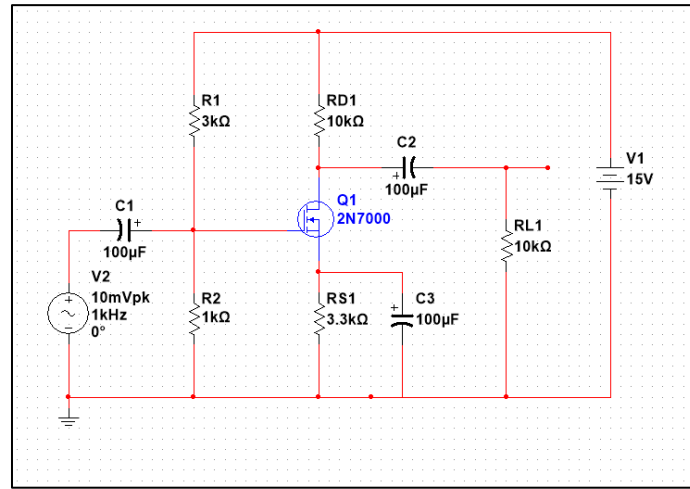 R1
3kΩ
RD1
10kΩ
C2
+
100µF
V1
15V
Q1
2N7000
C1
+
100µF
RL1
10kΩ
V2
10mVpk
1kHz
0°
R2
1kΩ
RS1
3.3kΩ
C3
+
100µF